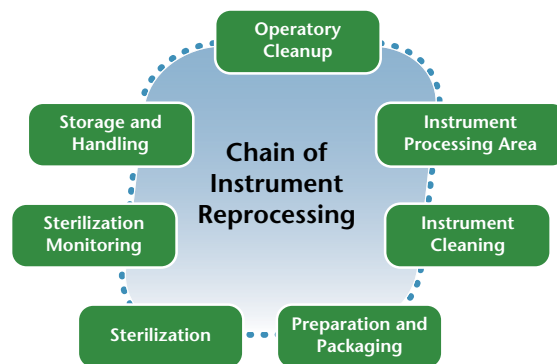 Operatory
Cleanup
Storage and
Handling
Instrument
Processing Area
Chain of
Instrument
Reprocessing
Sterilization
Monitoring
Instrument
Cleaning
Sterilization
Preparation and
Packaging